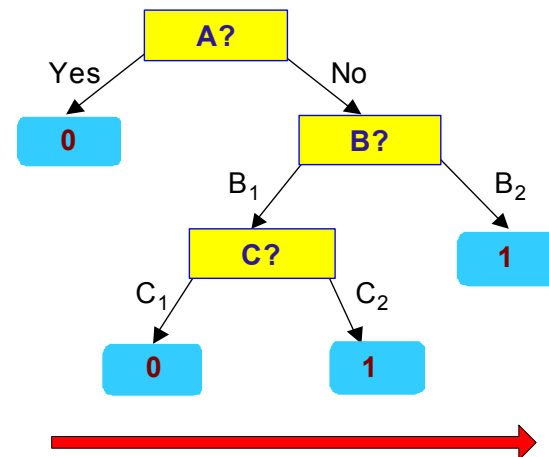 A?
Yes No
0
B?
B₁ B₂
C?
1
C₁ C₂
0 1